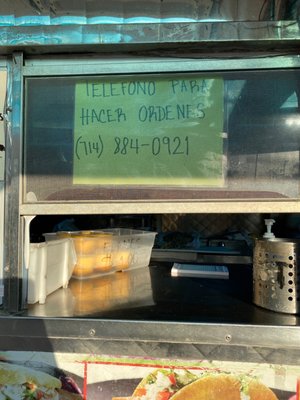 TELEFONO PARA
HACER ORDENES
(714) 884-0921